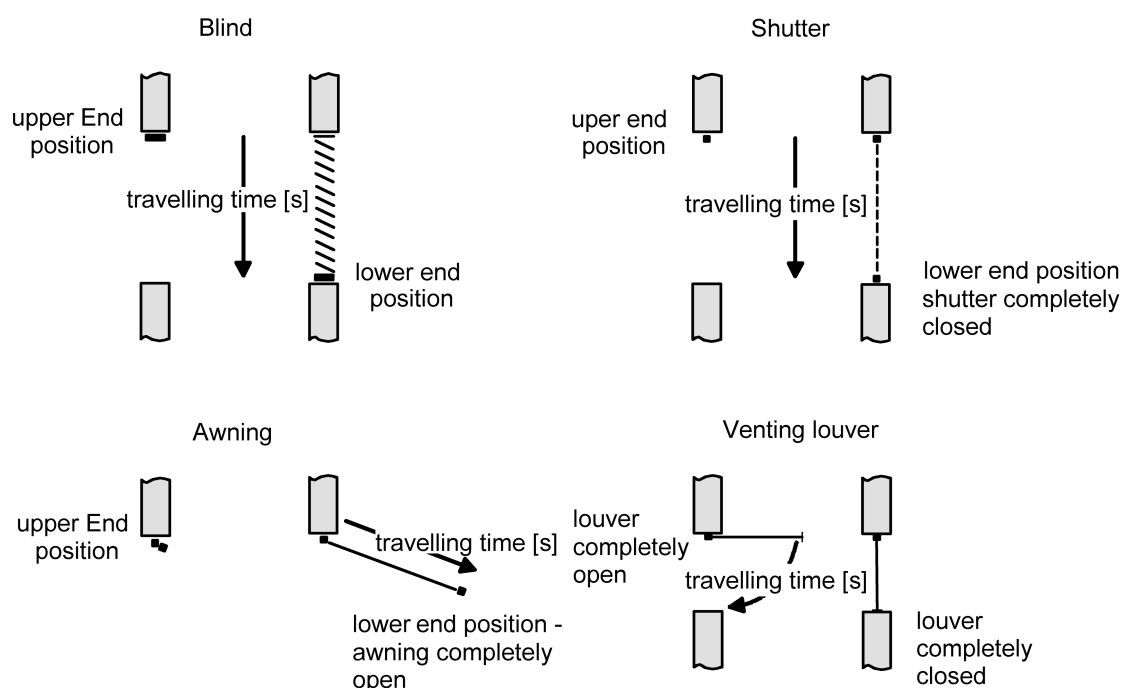 Blind
upper End
position
travelling time [s]
lower end
position
Shutter
uper end
position
travelling time [s]
lower end position
shutter completely
closed
Awning
upper End
position
travelling time [s]
lower end position -
awning completely
open
Venting louver
louver
completely
open
travelling time [s]
louver
completely
closed